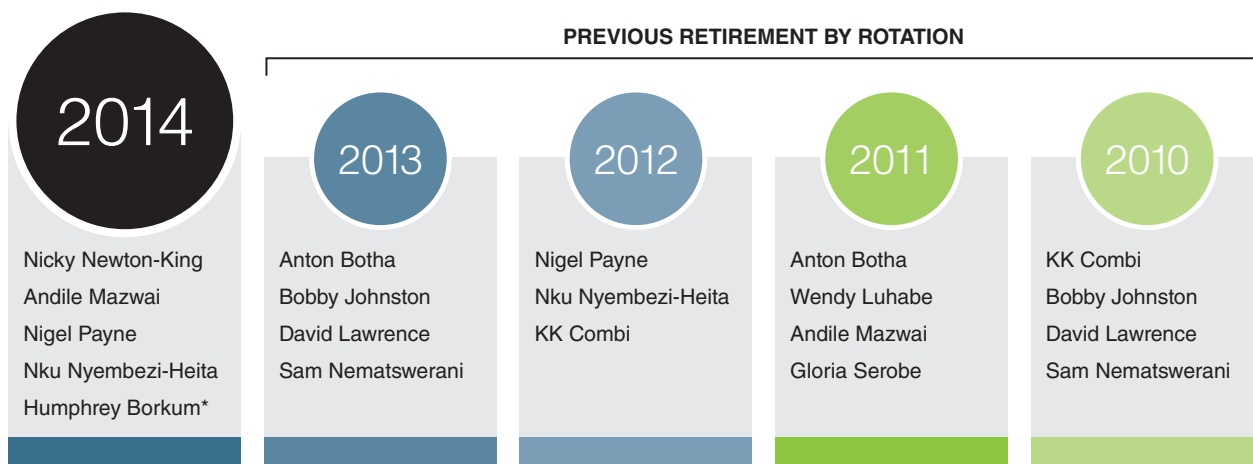 PREVIOUS RETIREMENT BY ROTATION
2014
Nicky Newton-King
Andile Mazwai
Nigel Payne
Nku Nyembezi-Heita
Humphrey Borkum*
2013
Anton Botha
Bobby Johnston
David Lawrence
Sam Nematswerani
2012
Nigel Payne
Nku Nyembezi-Heita
KK Combi
2011
Anton Botha
Wendy Luhabe
Andile Mazwai
Gloria Serobe
2010
KK Combi
Bobby Johnston
David Lawrence
Sam Nematswerani